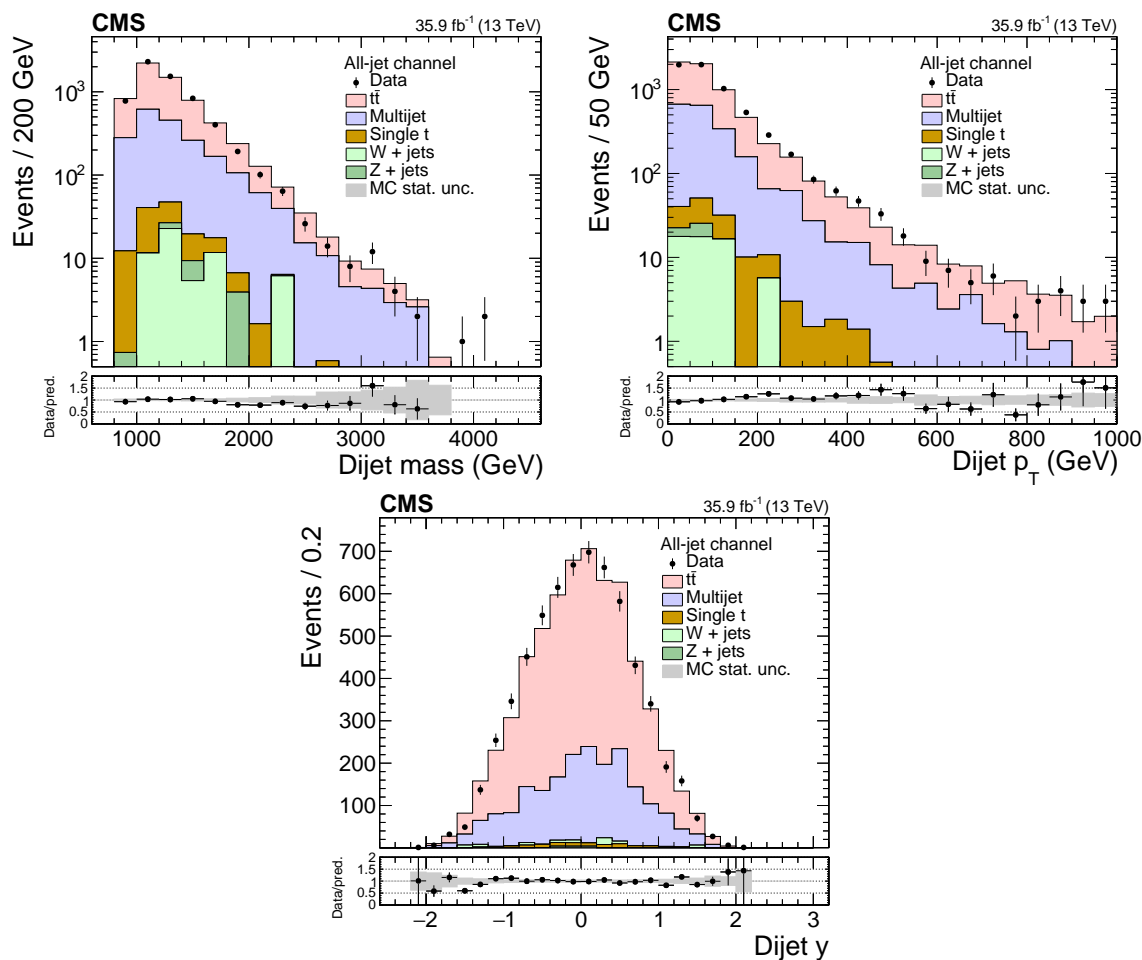 CMS 35.9 fb⁻¹ (13 TeV)
Events / 200 GeV
10³
10²
10
1
All-jet channel
Data
tt̄
Multijet
Single t
W + jets
Z + jets
MC stat. unc.
Data/pred.
2
1.5
1
0.5
0
1000 2000 3000 4000
Dijet mass (GeV)
CMS 35.9 fb⁻¹ (13 TeV)
Events / 50 GeV
10³
10²
10
1
All-jet channel
Data
tt̄
Multijet
Single t
W + jets
Z + jets
MC stat. unc.
Data/pred.
2
1.5
1
0.5
0
0 200 400 600 800 1000
Dijet p_T (GeV)
CMS 35.9 fb⁻¹ (13 TeV)
Events / 0.2
700
600
500
400
300
200
100
All-jet channel
Data
tt̄
Multijet
Single t
W + jets
Z + jets
MC stat. unc.
Data/pred.
2
1.5
1
0.5
0
−2 −1 0 1 2 3
Dijet y